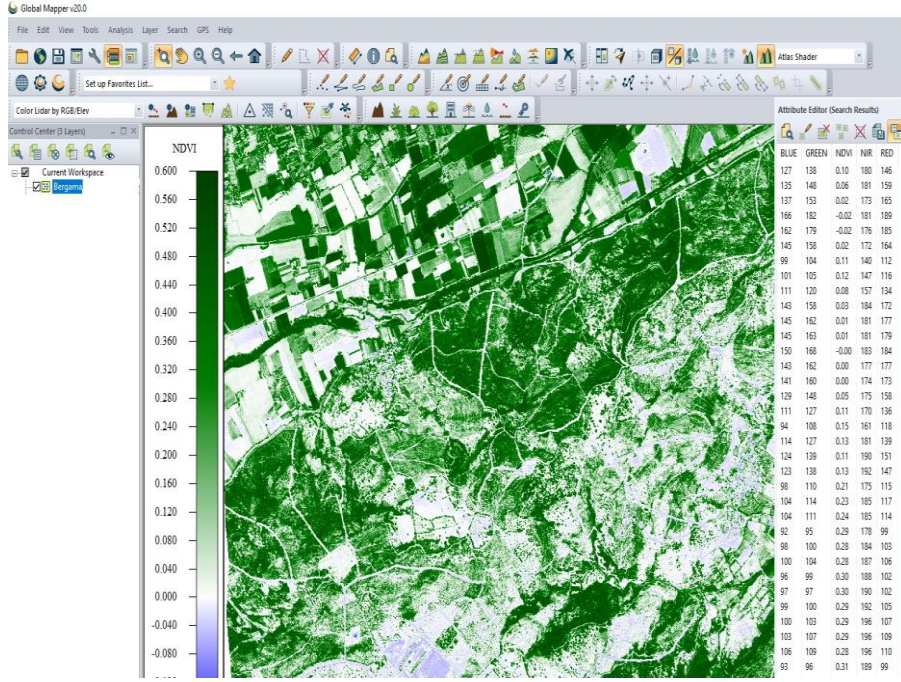 Global Mapper v20.0
File Edit View Tools Analysis Layer Search GPS Help
Atlas Shader
Set up Favorites List...
Color Lidar by RGB/Elev
Control Center (3 Layers)
Current Workspace
Bergama
NDVI
0.600
0.560
0.520
0.480
0.440
0.400
0.360
0.320
0.280
0.240
0.200
0.160
0.120
0.080
0.040
0.000
-0.040
-0.080
Attribute Editor (Search Results)
BLUE GREEN NDVI NIR RED
127 138 0.10 180 146
135 148 0.06 181 159
137 153 0.02 173 165
166 182 -0.02 181 189
162 179 -0.02 176 185
145 158 0.02 172 164
99 104 0.11 140 112
101 105 0.12 147 116
111 120 0.08 157 134
143 158 0.03 184 172
145 162 0.01 181 177
145 163 0.01 181 179
150 168 -0.00 183 184
143 162 0.00 177 177
141 160 0.00 174 173
129 148 0.05 175 158
111 127 0.11 170 136
94 108 0.15 161 118
114 127 0.13 181 139
124 139 0.11 190 151
123 138 0.13 192 147
98 110 0.21 175 115
104 114 0.23 185 117
104 111 0.24 185 114
92 95 0.29 178 99
98 100 0.28 184 103
100 104 0.28 187 106
96 99 0.30 188 102
97 97 0.30 190 102
99 100 0.29 192 105
100 103 0.29 196 107
103 107 0.29 196 109
106 109 0.28 196 110
93 96 0.31 189 99